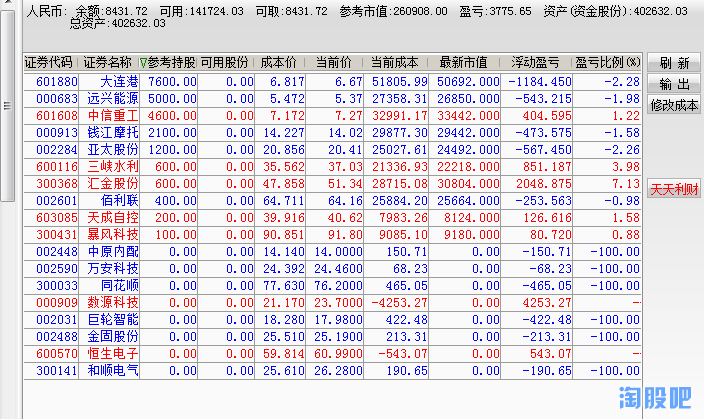 人民币: 余额:8431.72 可用:141724.03 可取:8431.72 参考市值:260908.00 盈亏:3775.65 资产(资金股份):402632.03
总资产:402632.03
证券代码 证券名称 ▽参考持股 可用股份 成本价 当前价 当前成本 最新市值 浮动盈亏 盈亏比例(%) 刷 新
601880 大连港 7600.00 0.00 6.817 6.67 51805.99 50692.000 -1184.450 -2.28 输 出
000683 远兴能源 5000.00 0.00 5.472 5.37 27358.31 26850.000 -543.215 -1.98 修改成本
601608 中信重工 4600.00 0.00 7.172 7.27 32991.17 33442.000 404.595 1.22
000913 钱江摩托 2100.00 0.00 14.227 14.02 29877.30 29442.000 -473.575 -1.58
002284 亚太股份 1200.00 0.00 20.856 20.41 25027.61 24492.000 -567.450 -2.26
600116 三峡水利 600.00 0.00 35.562 37.03 21336.93 22218.000 851.187 3.98
300368 汇金股份 600.00 0.00 47.858 51.34 28715.08 30804.000 2048.875 7.13 天天利财
002601 佰利联 400.00 0.00 64.711 64.16 25884.20 25664.000 -253.563 -0.98
603085 天成自控 200.00 0.00 39.916 40.62 7983.26 8124.000 126.616 1.58
300431 暴风科技 100.00 0.00 90.851 91.80 9085.10 9180.000 80.720 0.88
002448 中原内配 0.00 0.00 14.140 14.0000 150.71 0.00 -150.71 -100.00
002590 万安科技 0.00 0.00 24.392 24.4600 68.23 0.00 -68.23 -100.00
300033 同花顺 0.00 0.00 77.630 76.2000 465.05 0.00 -465.05 -100.00
000909 数源科技 0.00 0.00 21.170 23.7000 -4253.27 0.00 4253.27 --
002031 巨轮智能 0.00 0.00 18.280 17.9800 422.48 0.00 -422.48 -100.00
002488 金固股份 0.00 0.00 25.510 25.1900 213.31 0.00 -213.31 -100.00
600570 恒生电子 0.00 0.00 59.814 60.9900 -543.07 0.00 543.07 --
300141 和顺电气 0.00 0.00 25.610 26.2800 190.65 0.00 -190.65 -100.00
淘股吧